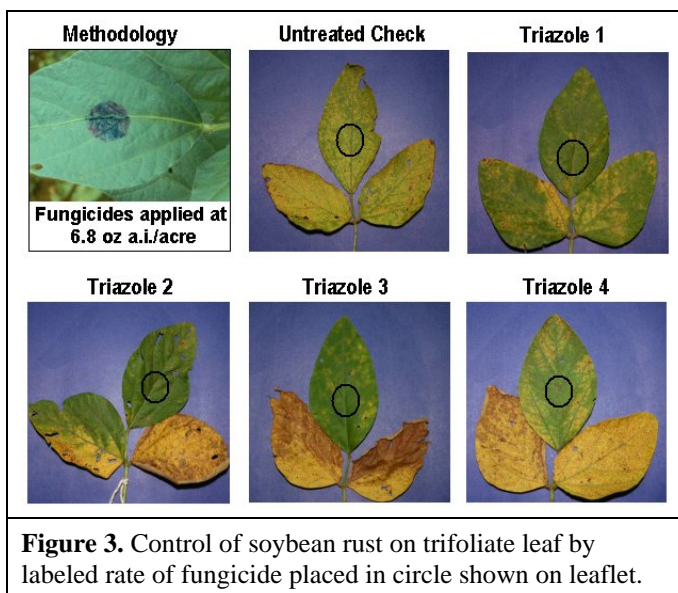 Methodology
Untreated Check
Triazole 1
Fungicides applied at
6.8 oz a.i./acre
Triazole 2
Triazole 3
Triazole 4
Figure 3. Control of soybean rust on trifoliate leaf by
labeled rate of fungicide placed in circle shown on leaflet.